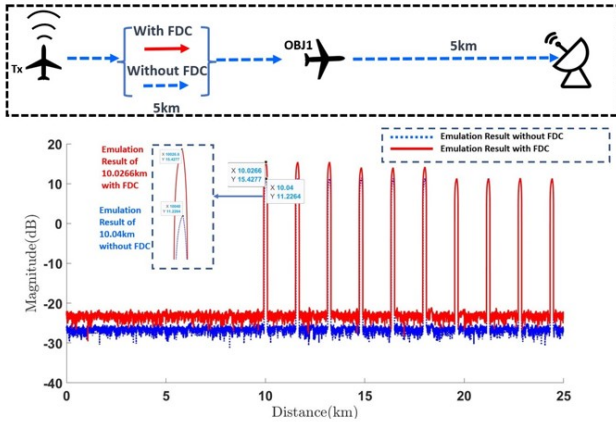 With FDC
Tx
Without FDC
5km
OBJ1
5km
Emulation Result without FDC
Emulation Result with FDC
Emulation
Result of
10.0266km
with FDC
Emulation
Result of
10.04km
without FDC
X 10.0266
Y 15.4277
X 10.04
Y 11.2264
Y 15.4277
20
10
0
-10
-20
-30
-40
Magnitude(dB)
0
5
10
15
20
25
Distance(km)